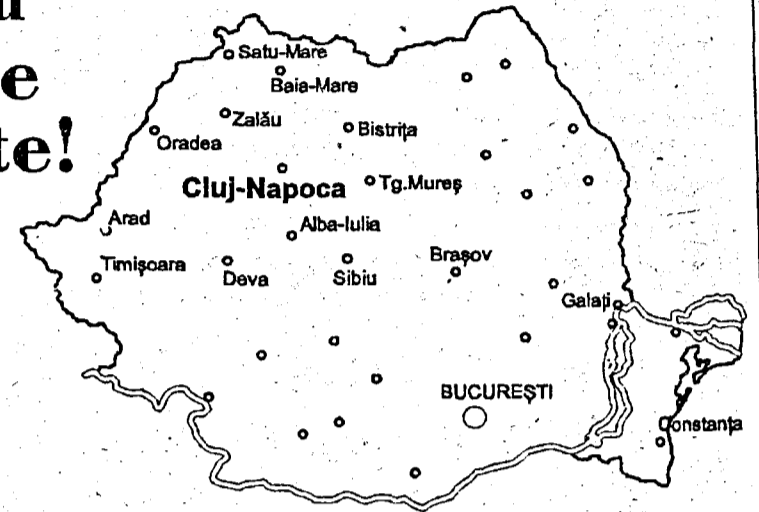 e
te!
Satu-Mare
Baia-Mare
Zalău
Bistrița
Oradea
Cluj-Napoca
Tg.Mureș
Arad
Alba-Iulia
Timișoara
Deva
Sibiu
Brașov
Galați
BUCUREȘTI
Constanța